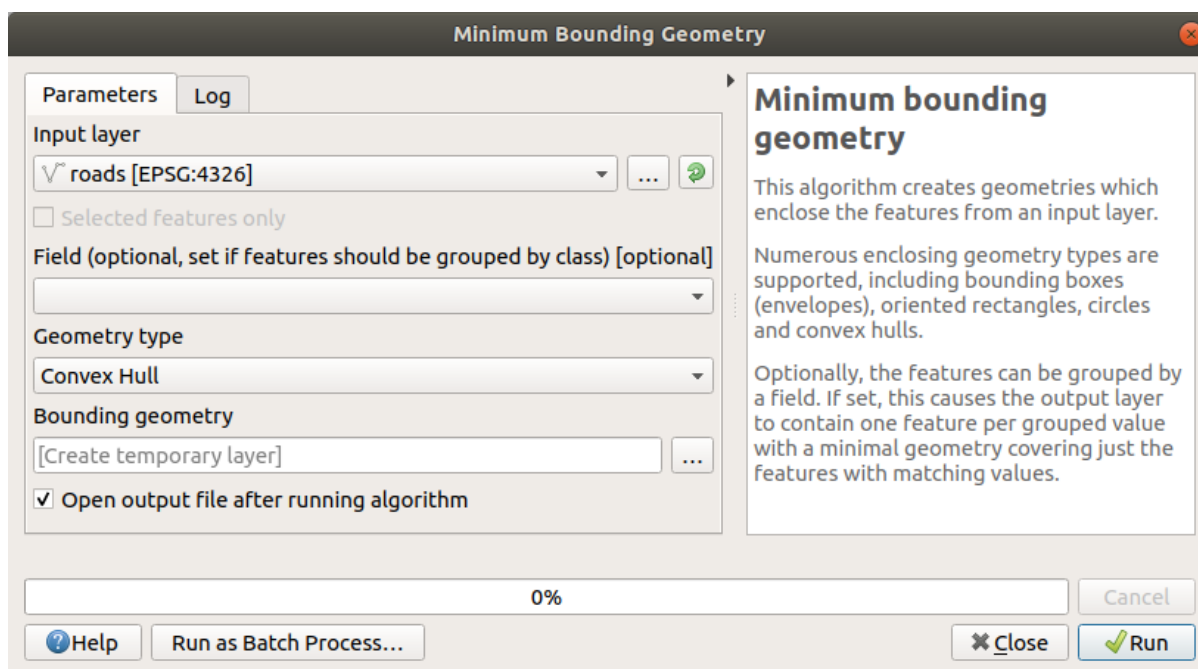 Minimum Bounding Geometry
Parameters
Log
Input layer
roads [EPSG:4326]
...
Selected features only
Field (optional, set if features should be grouped by class) [optional]
Geometry type
Convex Hull
Bounding geometry
[Create temporary layer]
...
Open output file after running algorithm
Minimum bounding
geometry
This algorithm creates geometries which
enclose the features from an input layer.
Numerous enclosing geometry types are
supported, including bounding boxes
(envelopes), oriented rectangles, circles
and convex hulls.
Optionally, the features can be grouped by
a field. If set, this causes the output layer
to contain one feature per grouped value
with a minimal geometry covering just the
features with matching values.
0%
Cancel
Help
Run as Batch Process...
Close
Run